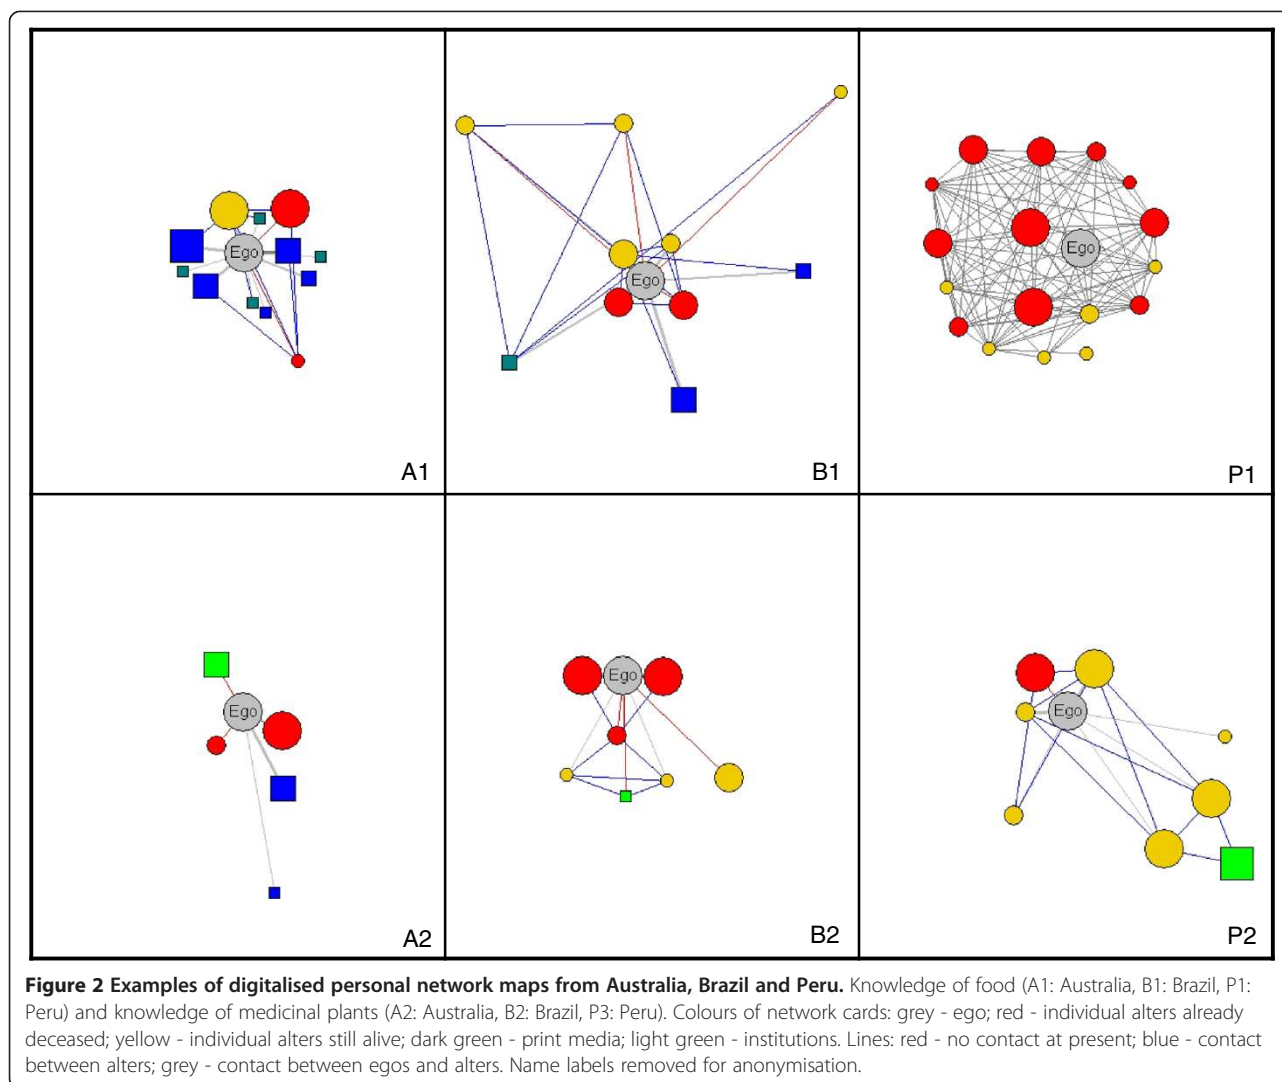 Ego
Ego
Ego
A1
B1
P1
Ego
Ego
Ego
A2
B2
P2
Figure 2 Examples of digitalised personal network maps from Australia, Brazil and Peru. Knowledge of food (A1: Australia, B1: Brazil, P1:
Peru) and knowledge of medicinal plants (A2: Australia, B2: Brazil, P3: Peru). Colours of network cards: grey - ego; red - individual alters already
deceased; yellow - individual alters still alive; dark green - print media; light green - institutions. Lines: red - no contact at present; blue - contact
between alters; grey - contact between egos and alters. Name labels removed for anonymisation.